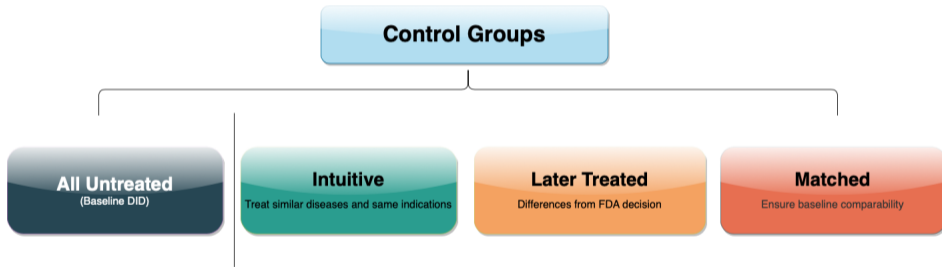 Control Groups
All Untreated
(Baseline DID)
Intuitive
Treat similar diseases and same indications
Later Treated
Differences from FDA decision
Matched
Ensure baseline comparability